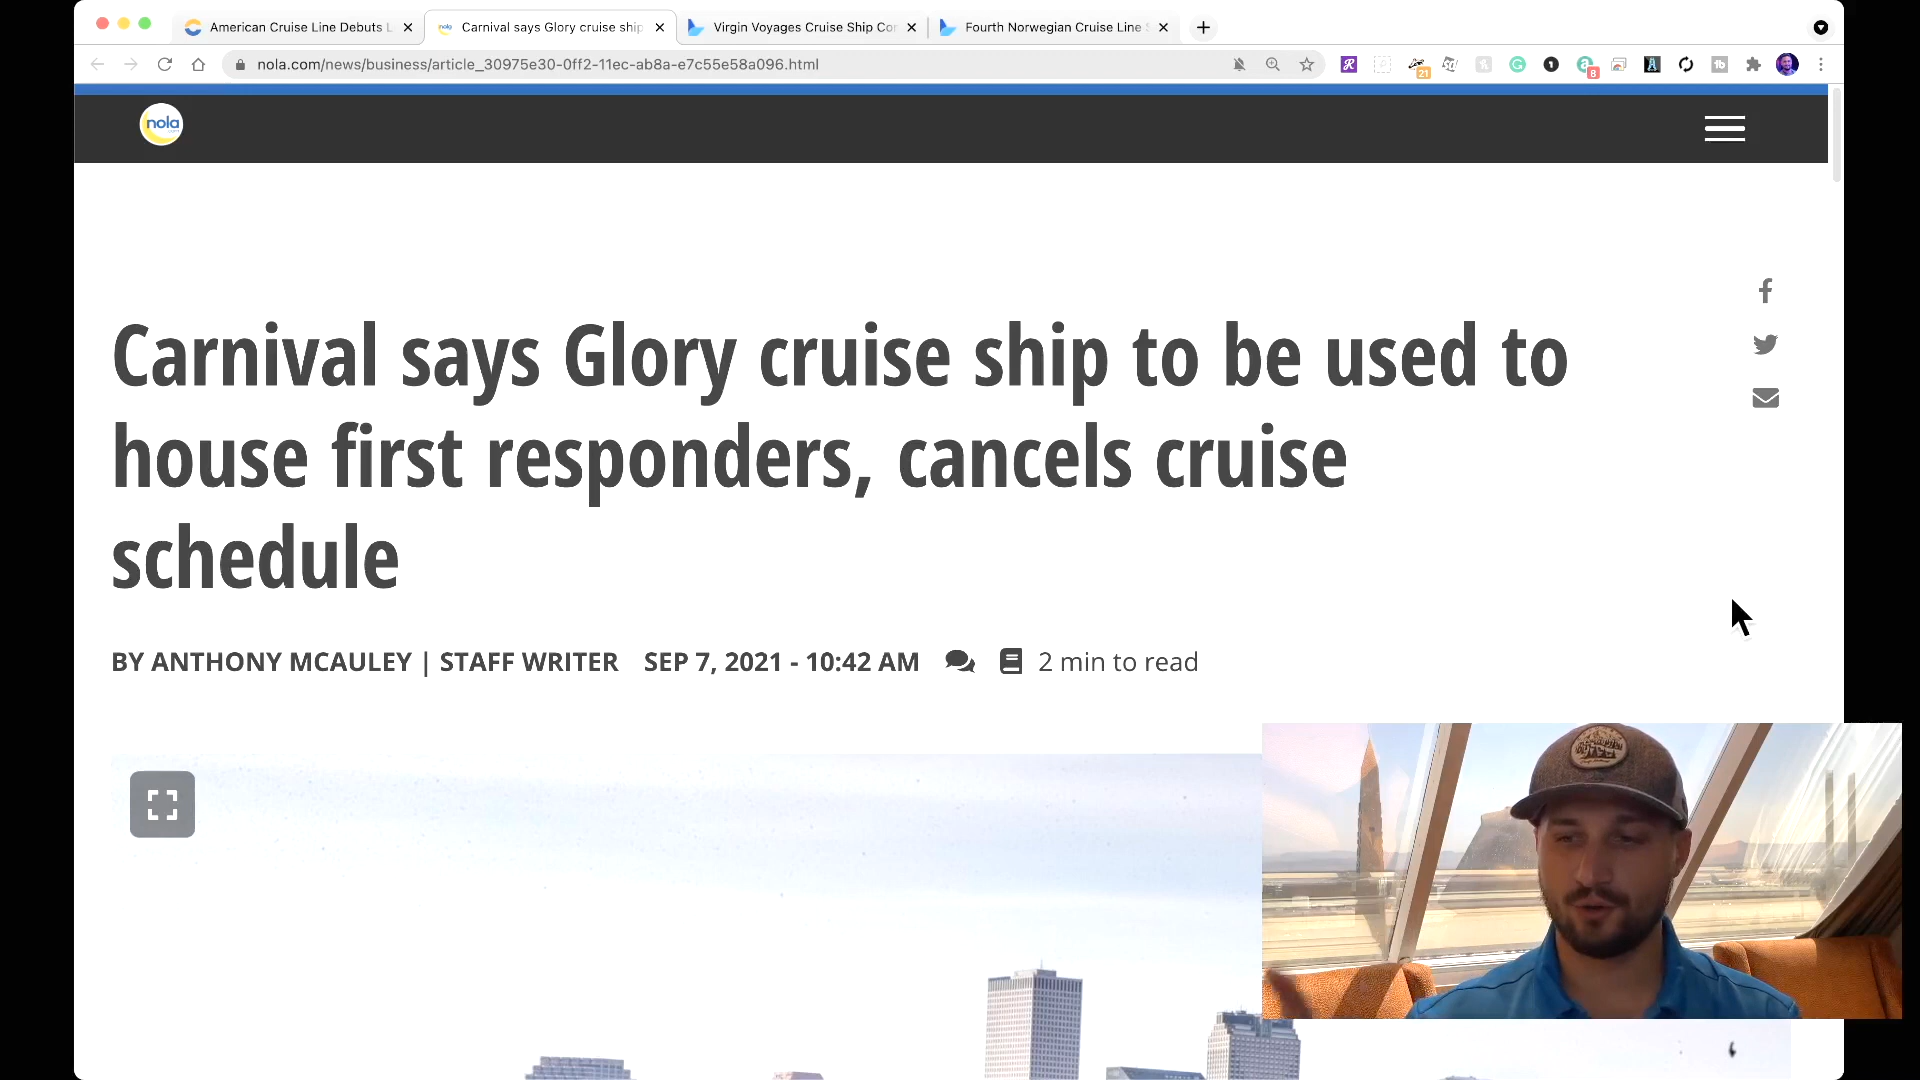 American Cruise Line Debuts L
Carnival says Glory cruise ship
Virgin Voyages Cruise Ship Co
Fourth Norwegian Cruise Line S
nola.com/news/business/article_30975e30-0ff2-11ec-ab8a-e7c55e58a096.html
21
8
nola
Carnival says Glory cruise ship to be used to
house first responders, cancels cruise
schedule
BY ANTHONY MCAULEY | STAFF WRITER SEP 7, 2021 - 10:42 AM 2 min to read